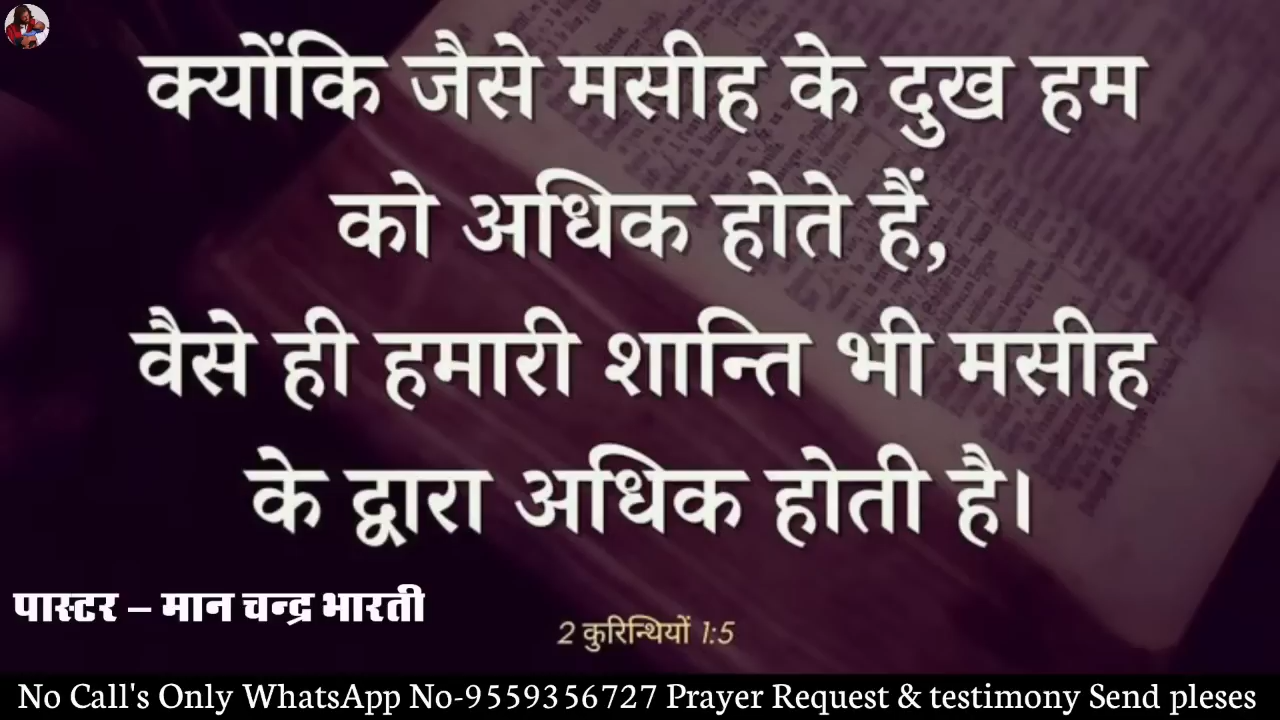 क्योंकि जैसे मसीह के दुख हम
को अधिक होते हैं,
वैसे ही हमारी शान्ति भी मसीह
के द्वारा अधिक होती है।
पास्टर – मान चन्द्र भारती
2 कुरिन्थियों 1:5
No Call's Only WhatsApp No-9559356727 Prayer Request & testimony Send pleses